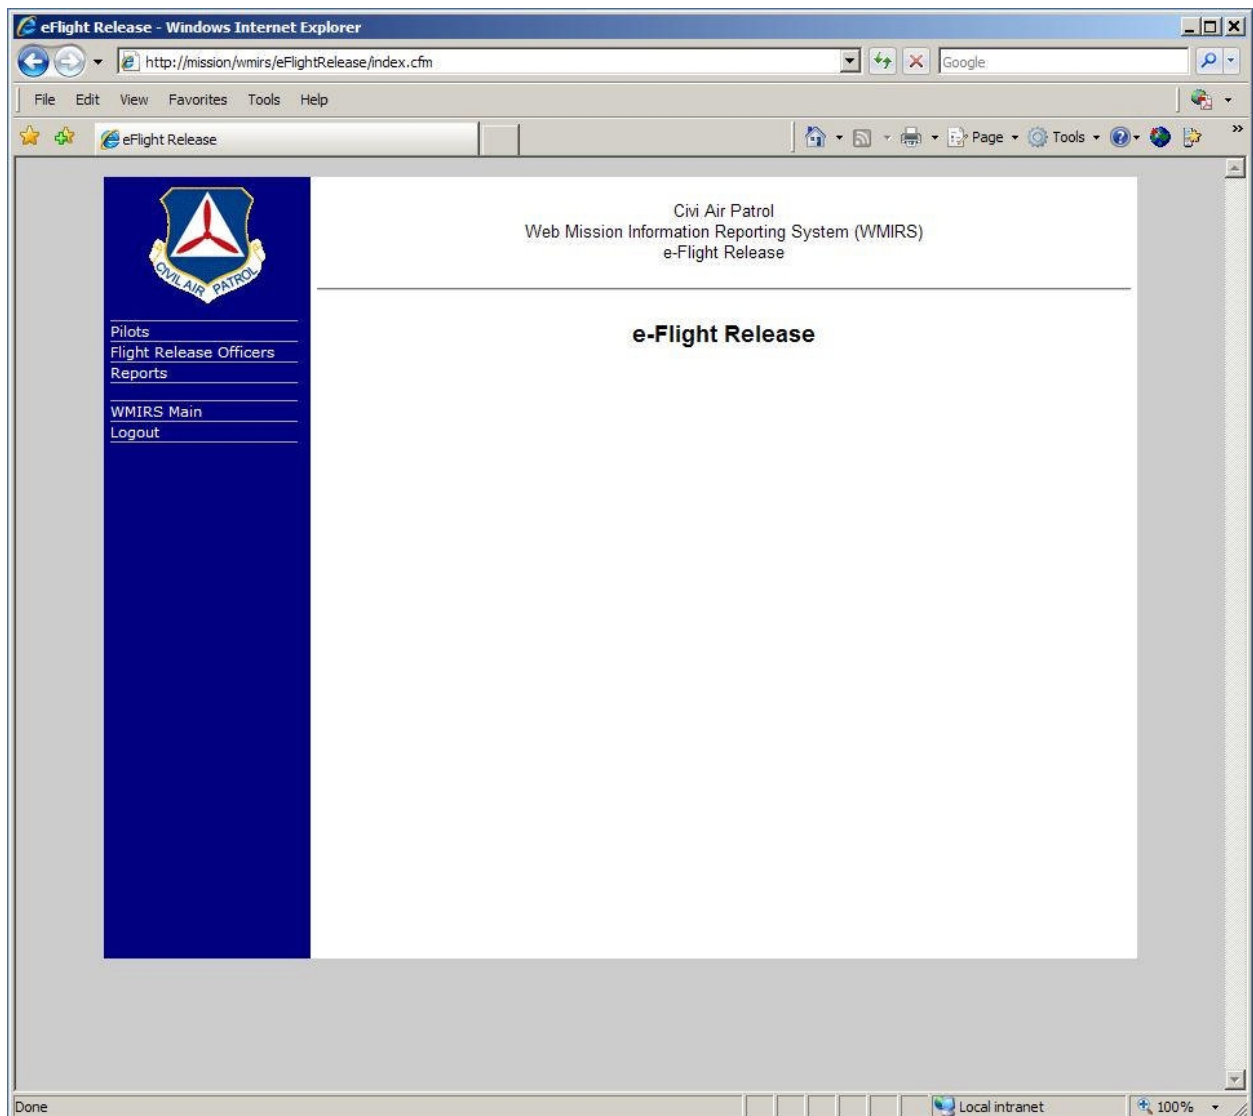 eFlight Release - Windows Internet Explorer
http://mission/wmirs/eFlightRelease/index.cfm
Google
File Edit View Favorites Tools Help
eFlight Release
Page Tools
CIVIL AIR PATROL
Civi Air Patrol
Web Mission Information Reporting System (WMIRS)
e-Flight Release
Pilots
Flight Release Officers
Reports
WMIRS Main
Logout
e-Flight Release
Done
Local intranet
100%